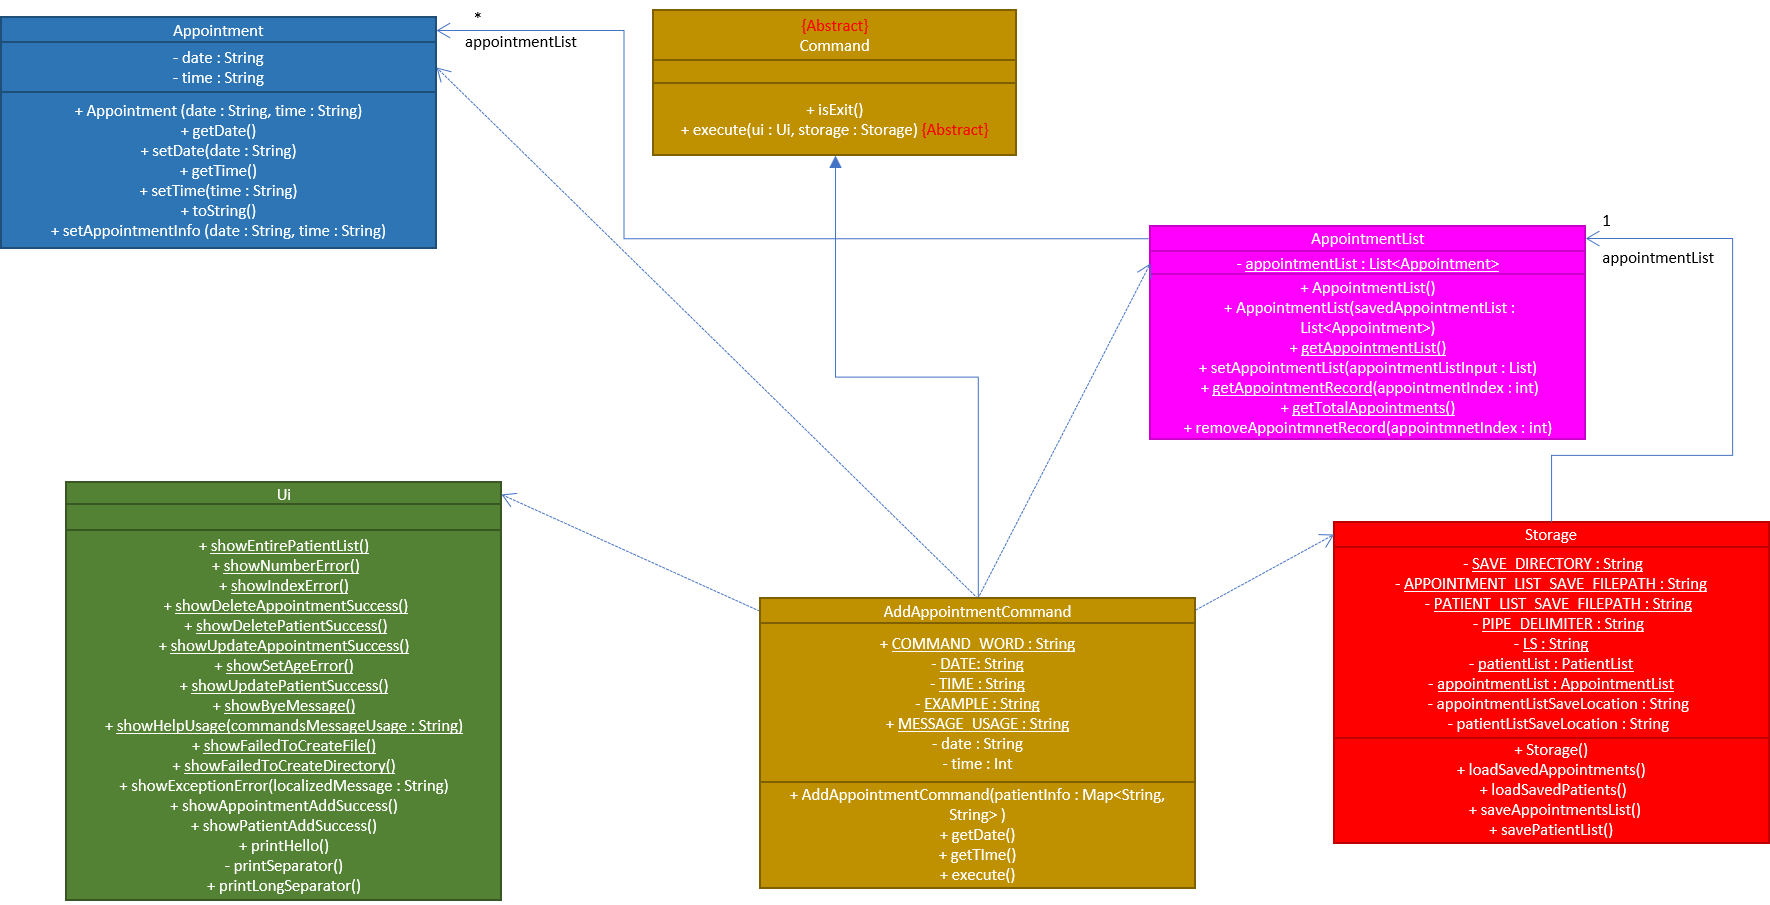 Appointment
- date : String
- time : String
+ Appointment (date : String, time : String)
+ getDate()
+ setDate(date : String)
+ getTime()
+ setTime(time : String)
+ toString()
+ setAppointmentInfo (date : String, time : String)
*
appointmentList
{Abstract}
Command
+ isExit()
+ execute(ui : Ui, storage : Storage) {Abstract}
AppointmentList
- appointmentList : List<Appointment>
+ AppointmentList()
+ AppointmentList(savedAppointmentList :
List<Appointment>)
+ getAppointmentList()
+ setAppointmentList(appointmentListInput : List)
+ getAppointmentRecord(appointmentIndex : int)
+ getTotalAppointments()
+ removeAppointmnetRecord(appointmnetIndex : int)
1
appointmentList
Ui
+ showEntirePatientList()
+ showNumberError()
+ showIndexError()
+ showDeleteAppointmentSuccess()
+ showDeletePatientSuccess()
+ showUpdateAppointmentSuccess()
+ showSetAgeError()
+ showUpdatePatientSuccess()
+ showByeMessage()
+ showHelpUsage(commandsMessageUsage : String)
+ showFailedToCreateFile()
+ showFailedToCreateDirectory()
+ showExceptionError(localizedMessage : String)
+ showAppointmentAddSuccess()
+ showPatientAddSuccess()
+ printHello()
- printSeparator()
+ printLongSeparator()
AddAppointmentCommand
+ COMMAND_WORD : String
- DATE: String
- TIME : String
- EXAMPLE : String
+ MESSAGE_USAGE : String
- date : String
- time : Int
+ AddAppointmentCommand(patientInfo : Map<String,
String> )
+ getDate()
+ getTIme()
+ execute()
Storage
- SAVE_DIRECTORY : String
- APPOINTMENT_LIST_SAVE_FILEPATH : String
- PATIENT_LIST_SAVE_FILEPATH : String
- PIPE_DELIMITER : String
- LS : String
- patientList : PatientList
- appointmentList : AppointmentList
- appointmentListSaveLocation : String
- patientListSaveLocation : String
+ Storage()
+ loadSavedAppointments()
+ loadSavedPatients()
+ saveAppointmentsList()
+ savePatientList()